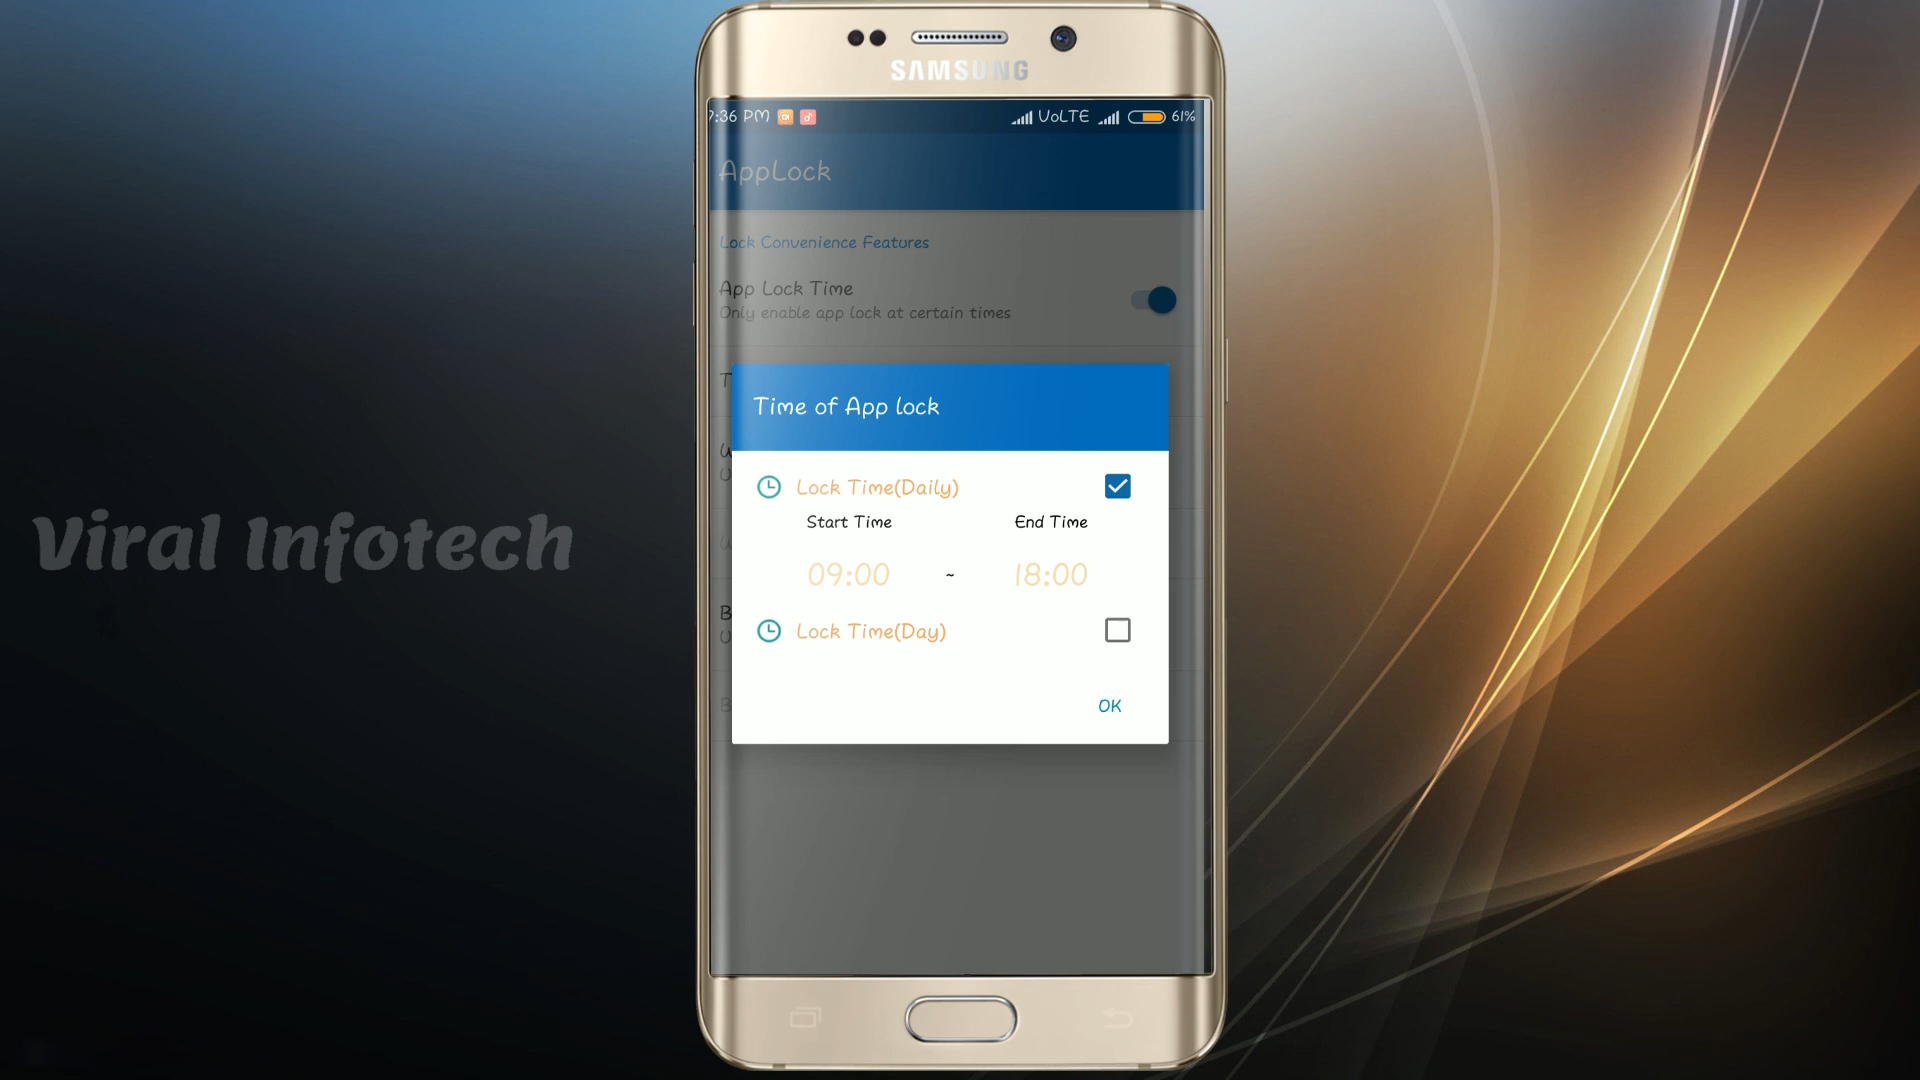 SAMSUNG
:36 PM VoLTE 61%
AppLock
Lock Convenience Features
App Lock Time
Only enable app lock at certain times
Time of App lock
Lock Time(Daily)
Start Time End Time
09:00 ~ 18:00
Lock Time(Day)
OK
Viral Infotech